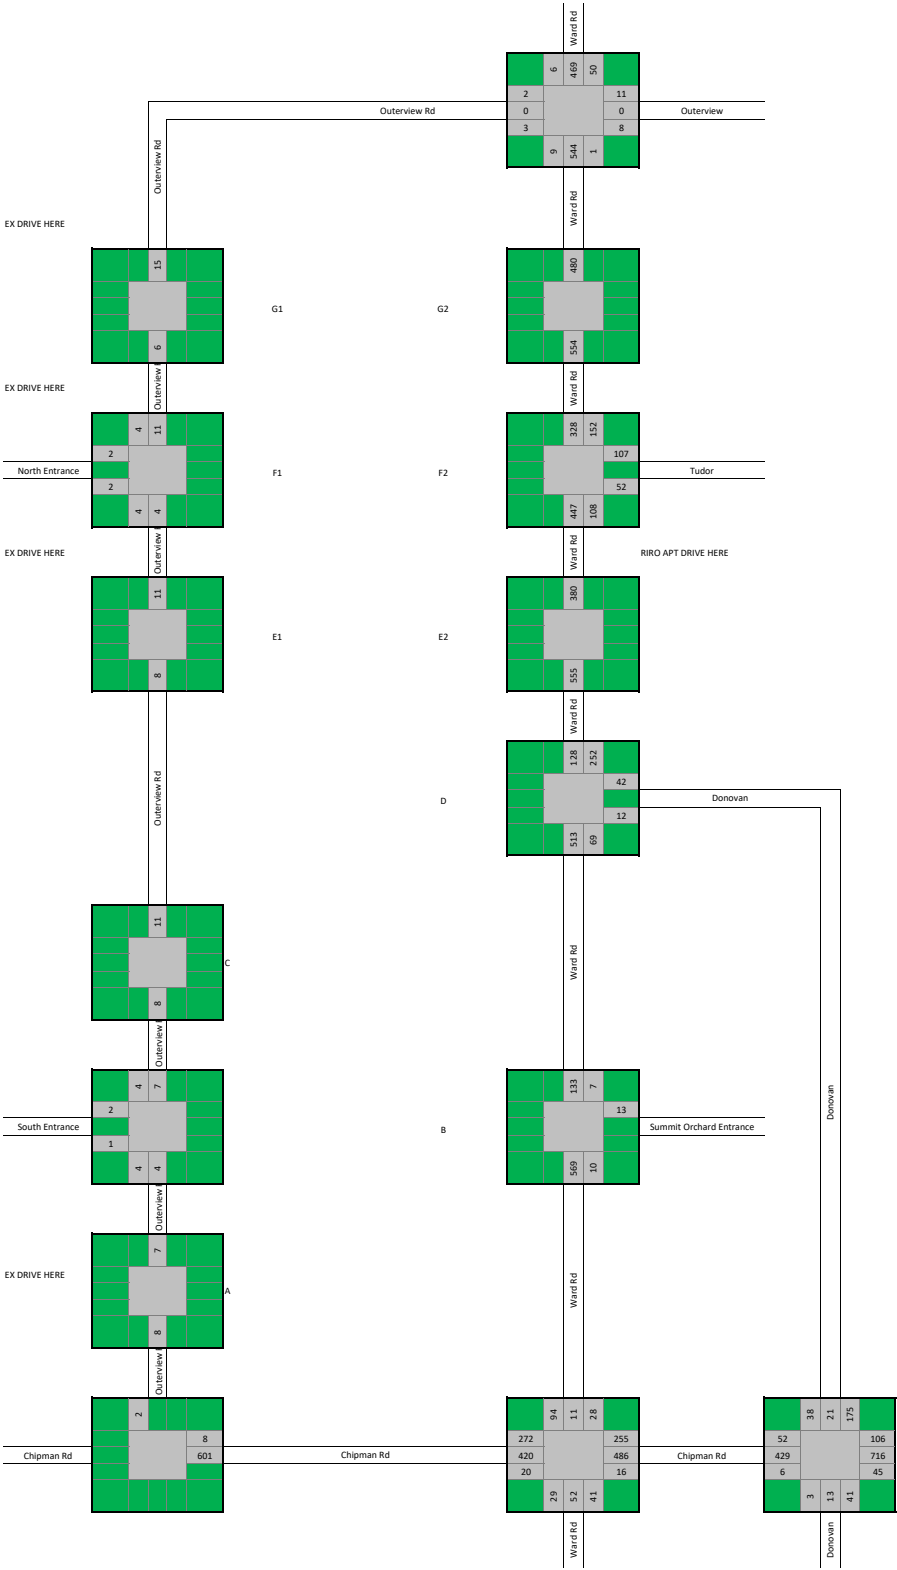 Ward Rd
6 469 50
2 11
Outerview Rd 0 0 Outerview
3 8
9 544 1
Outerview Rd
Ward Rd
EX DRIVE HERE
15 480
G1 G2
6 554
Outerview Ward Rd
EX DRIVE HERE
4 11 328 152
2 107
North Entrance F1 F2 Tudor
2 52
4 4 447 108
Outerview Ward Rd
EX DRIVE HERE RIRO APT DRIVE HERE
11 380
E1 E2
8 555
Ward Rd
Outerview Rd
128 252
42
D Donovan
12
513 69
11
C Ward Rd
8
Outerview
4 7 133 7
2 13
South Entrance B Summit Orchard Entrance
1
4 4 569 10
Donovan
Outerview
7
EX DRIVE HERE
A Ward Rd
8
Outerview
2 94 11 28 38 21 175
8 272 255 52 106
Chipman Rd 601 Chipman Rd 420 486 Chipman Rd 429 716
20 16 6 45
29 52 41 3 13 41
Ward Rd Donovan